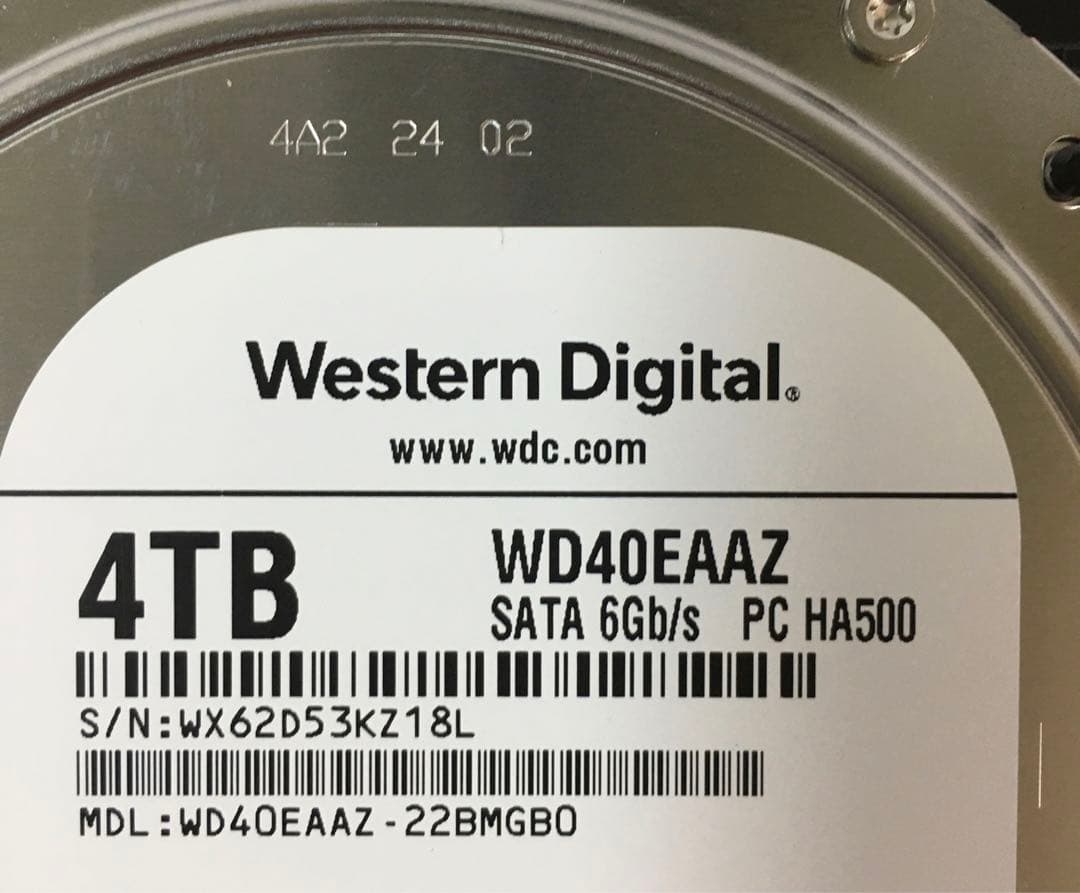 4A2 24 02
Western Digital®
www.wdc.com
4TB
WD40EAAZ
SATA 6Gb/s PC HA500
S/N:WX62D53KZ18L
MDL:WD40EAAZ-22BMGB0